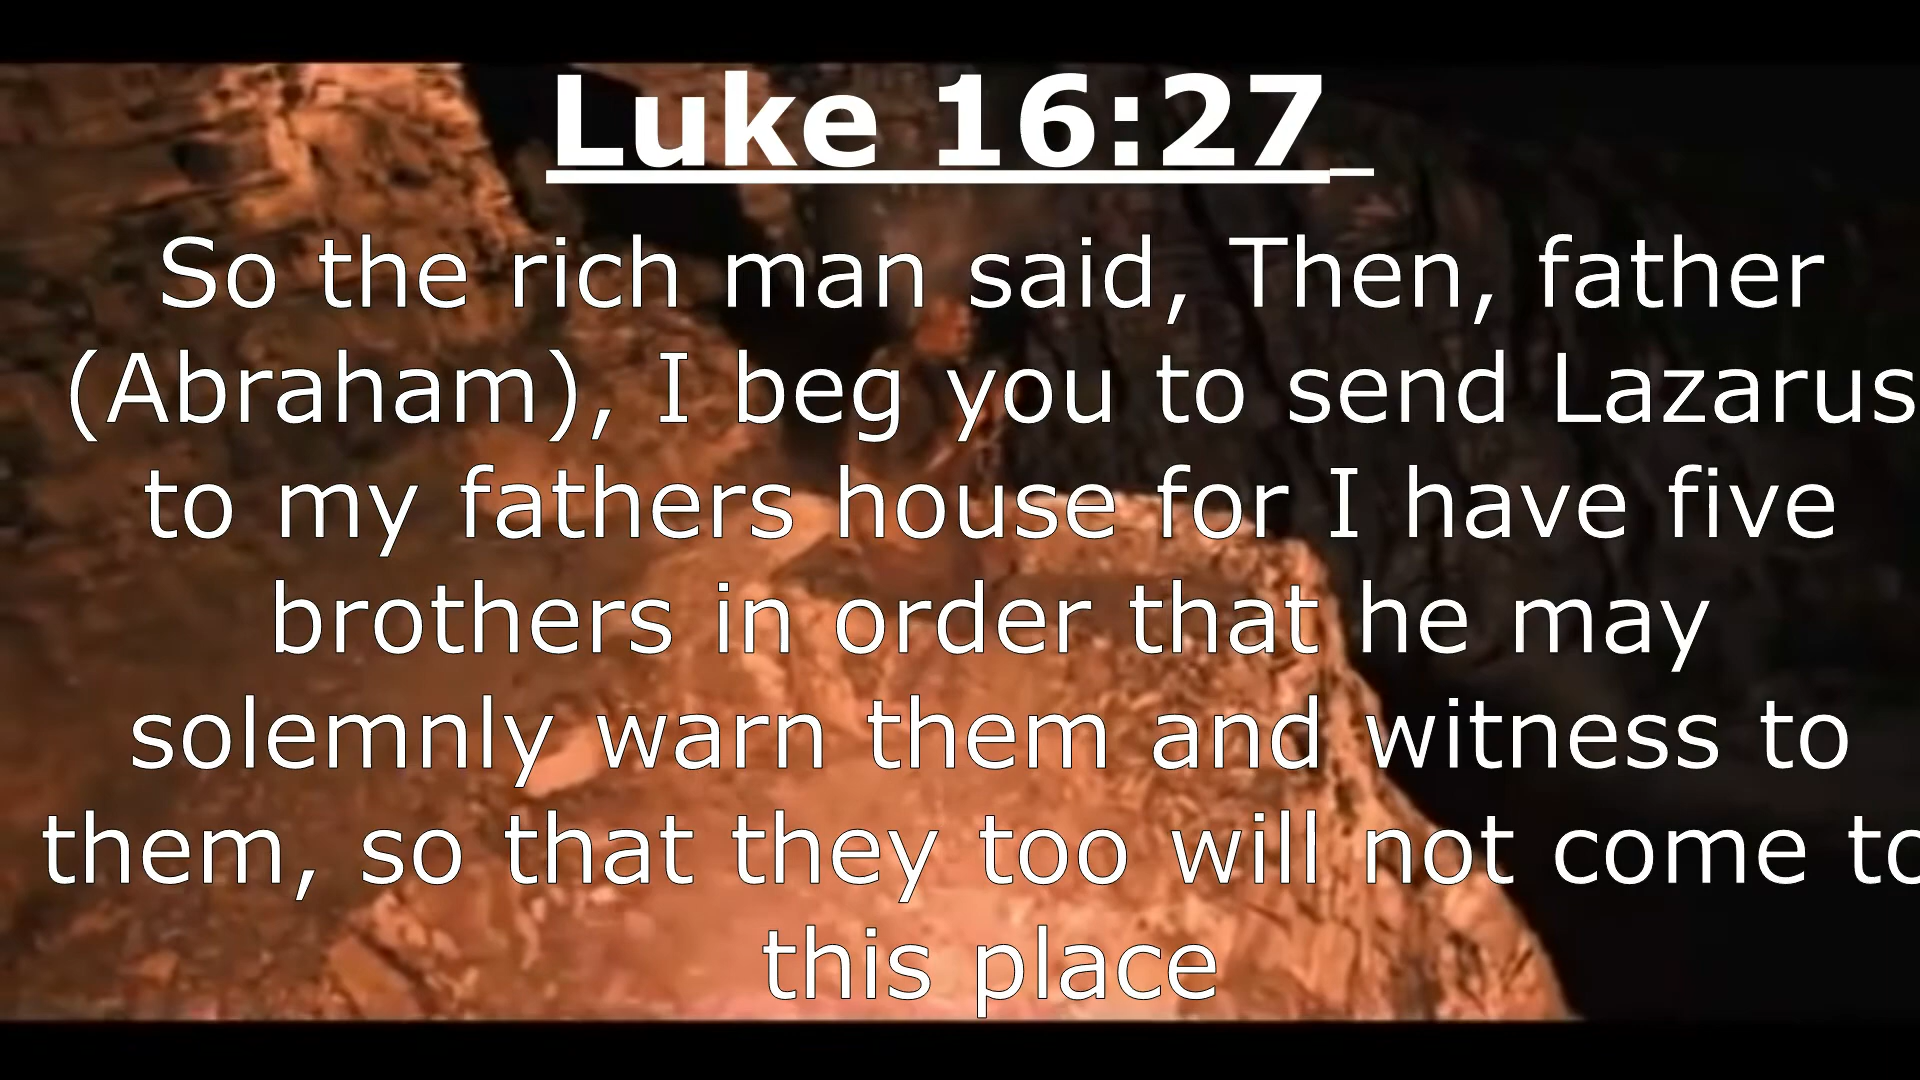 Luke 16:27
So the rich man said, Then, father
(Abraham), I beg you to send Lazarus
to my fathers house for I have five
brothers in order that he may
solemnly warn them and witness to
them, so that they too will not come to
this place